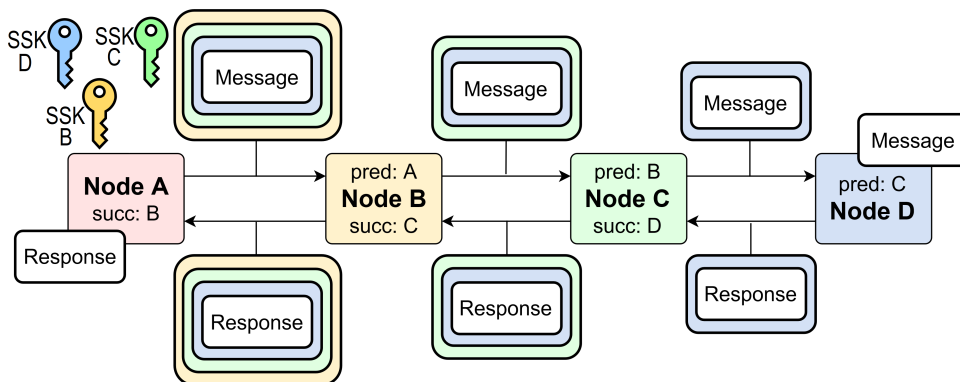 SSK
D
SSK
C
SSK
B
Message
Message
Message
Message
Node A
succ: B
pred: A
Node B
succ: C
pred: B
Node C
succ: D
pred: C
Node D
Response
Response
Response
Response